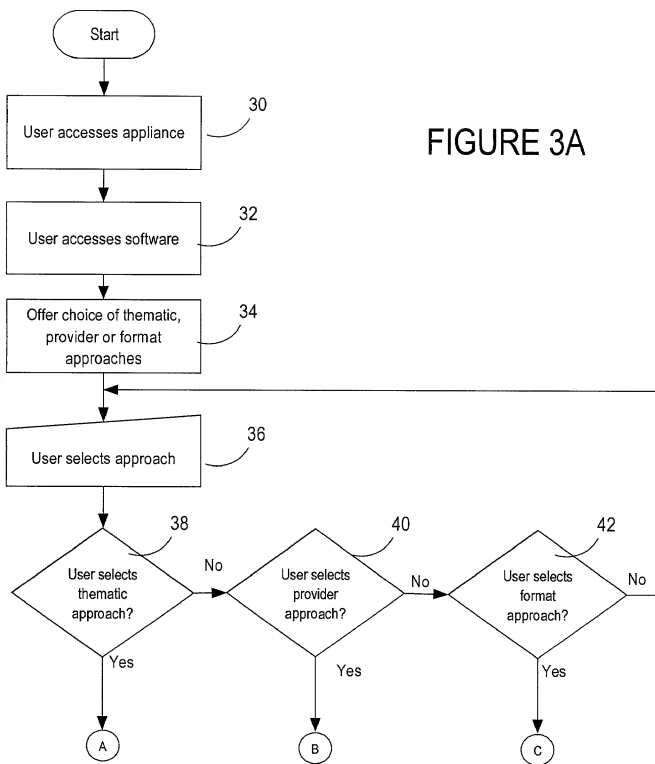 Start
User accesses appliance
30
FIGURE 3A
User accesses software
32
Offer choice of thematic,
provider or format
approaches
34
User selects approach
36
38
User selects
thematic
approach?
No
Yes
40
User selects
provider
approach?
No
Yes
42
User selects
format
approach?
No
Yes
A
B
C